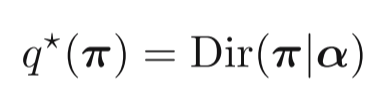 q⋆(π) = Dir(π|α)